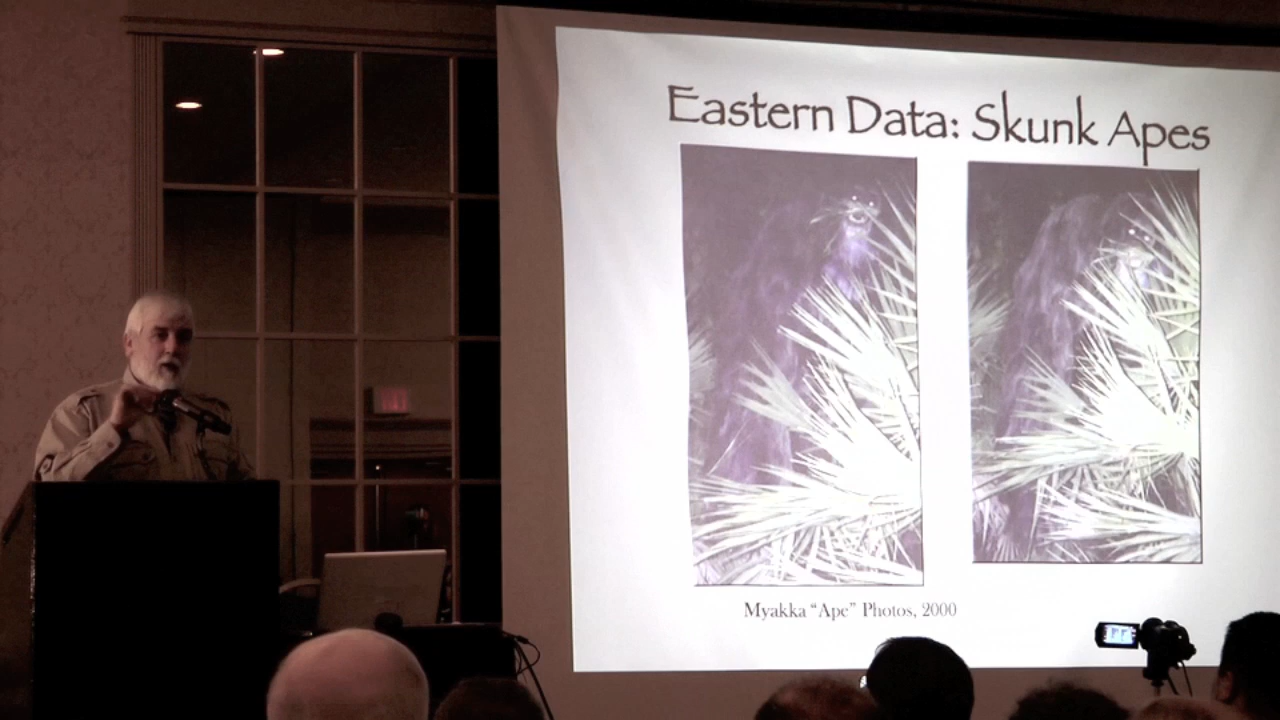 Eastern Data: Skunk Apes
Myakka “Ape” Photos, 2000